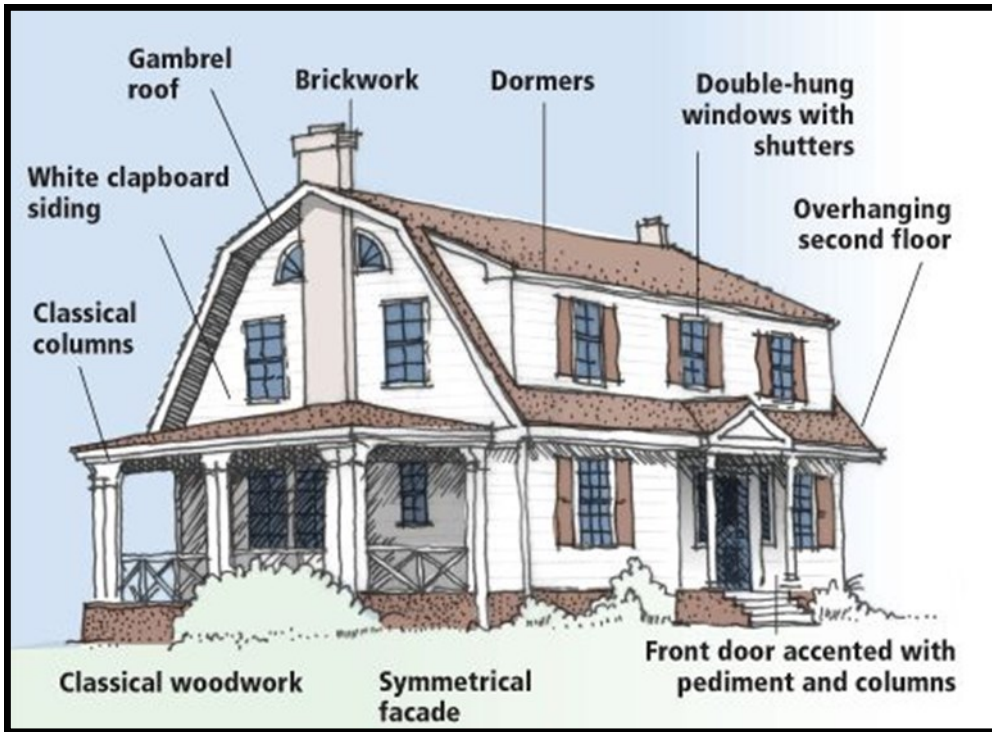 Gambrel
roof
Brickwork
Dormers
Double-hung
windows with
shutters
White clapboard
siding
Overhanging
second floor
Classical
columns
Front door accented with
pediment and columns
Classical woodwork
Symmetrical
facade